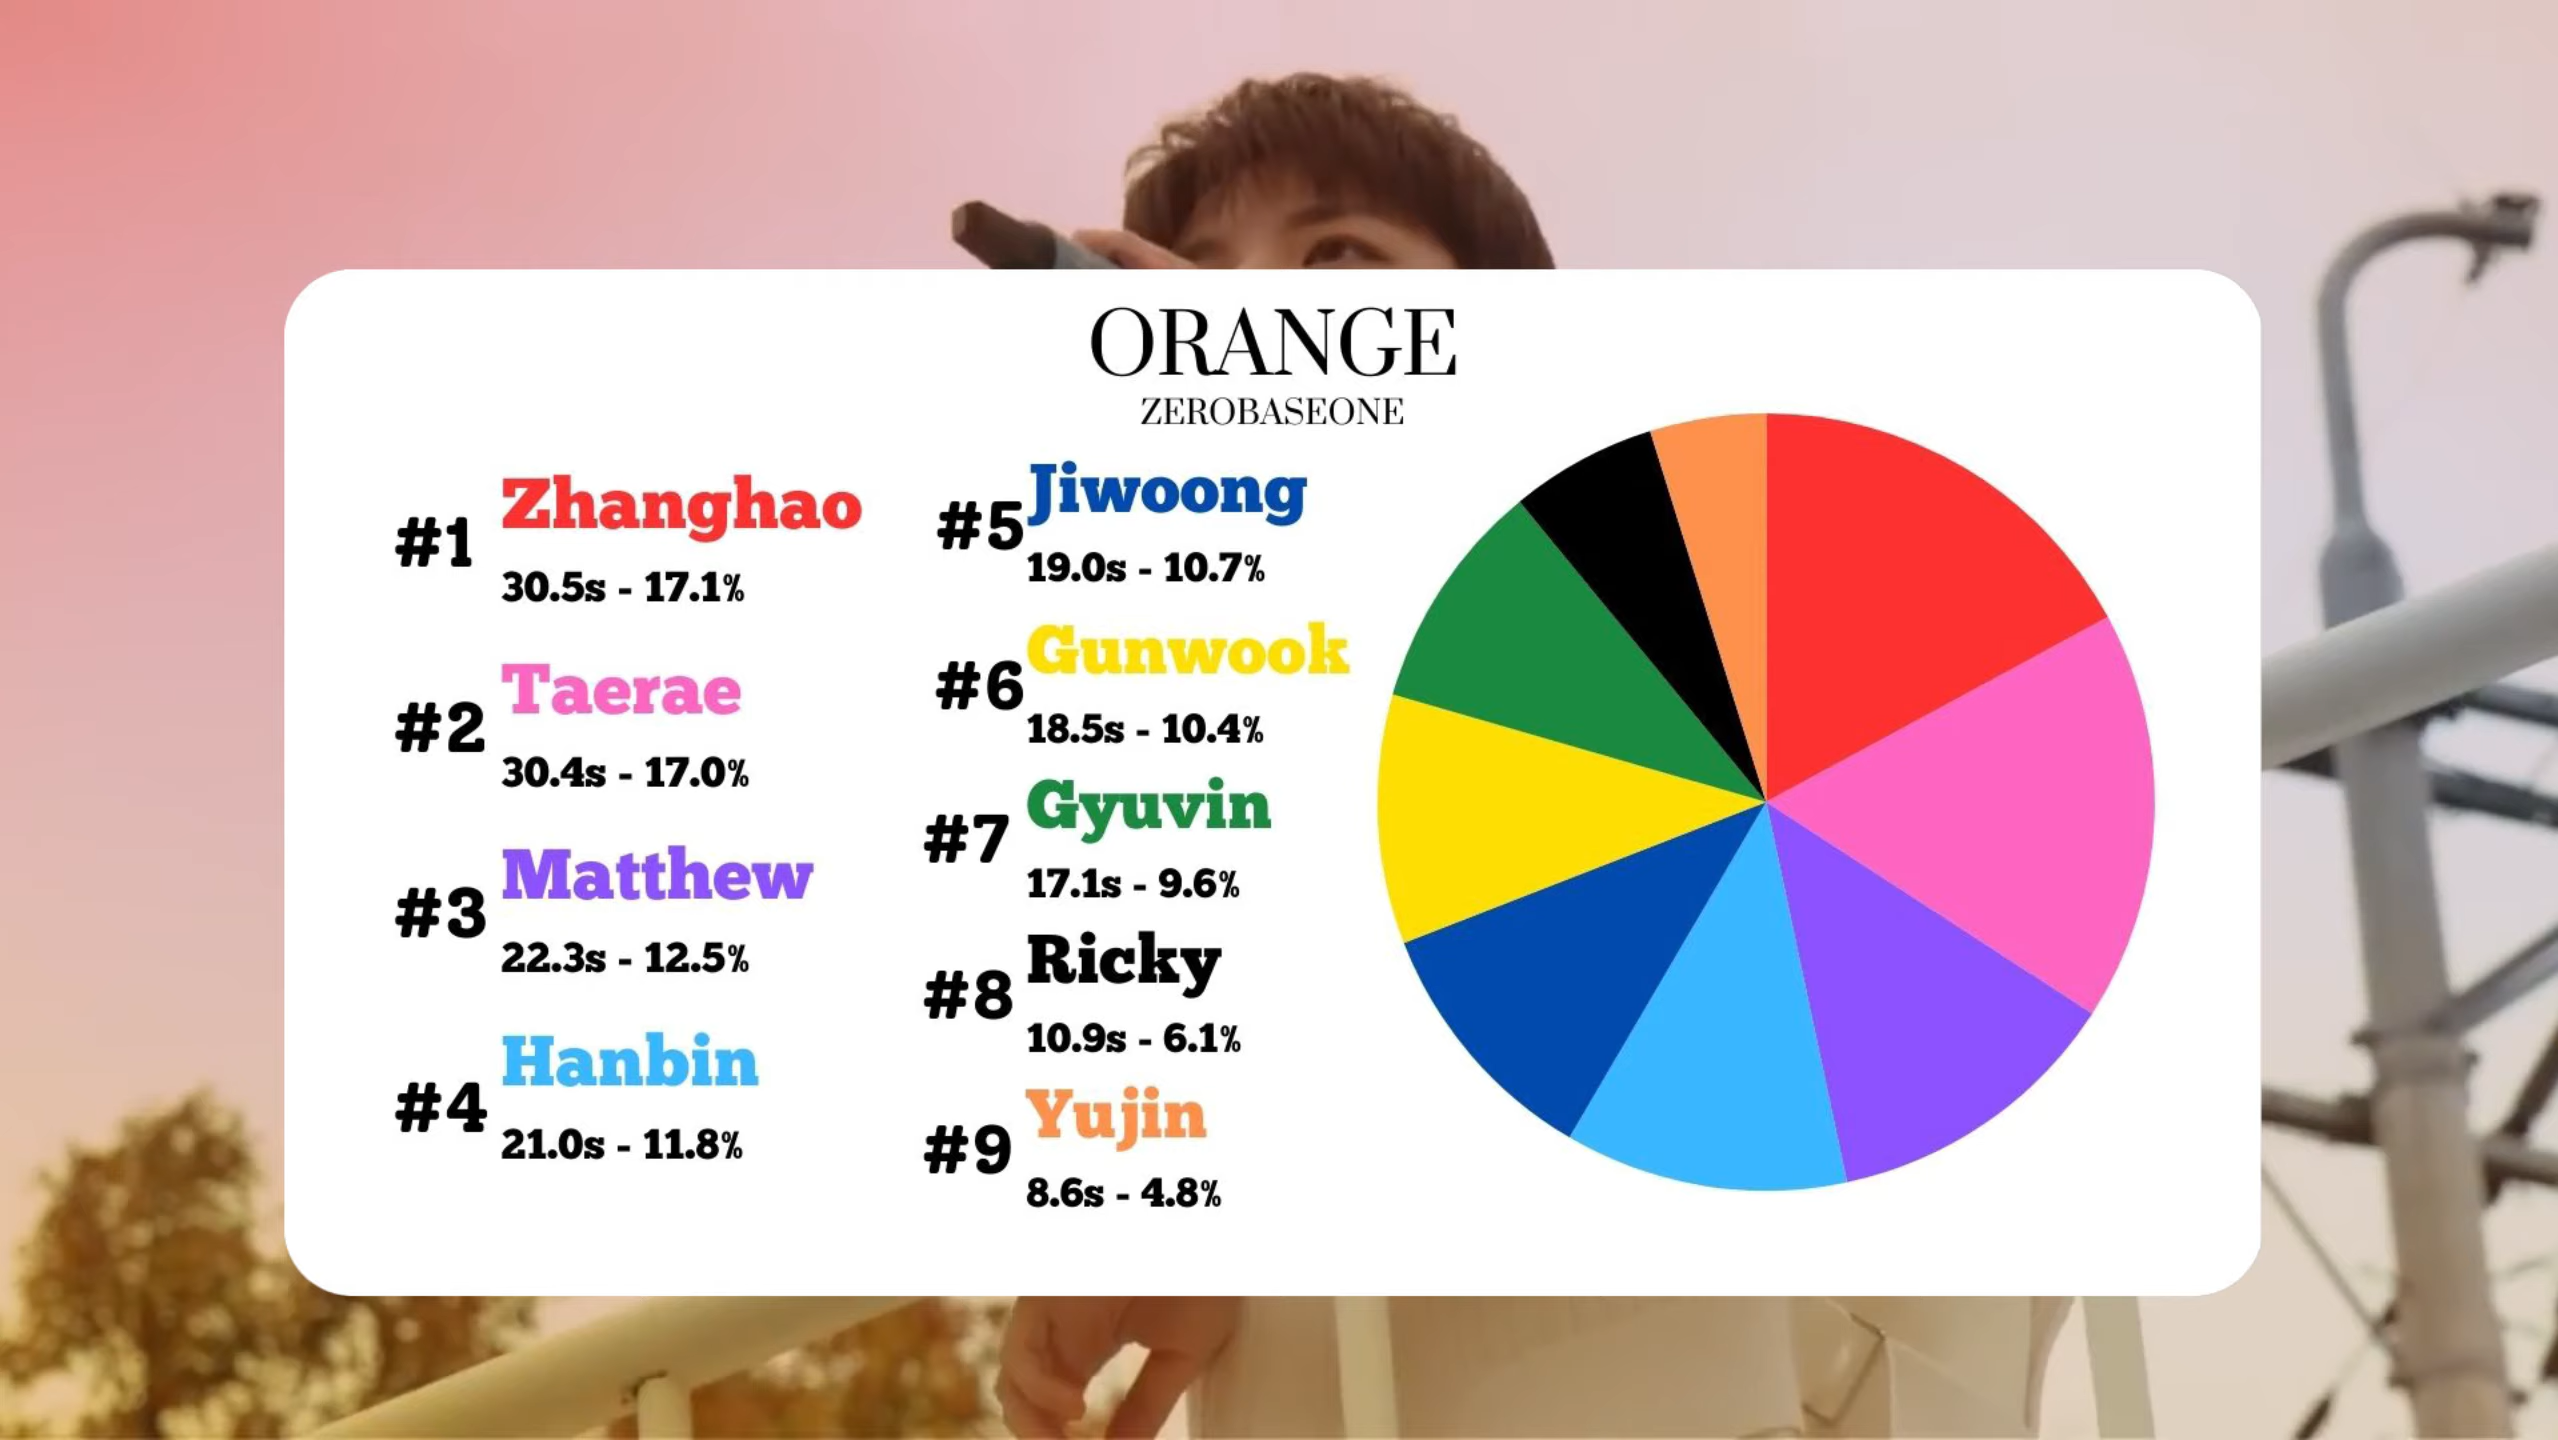 ORANGE
ZEROBASEONE
#1
Zhanghao
30.5s - 17.1%
#2
Taerae
30.4s - 17.0%
#3
Matthew
22.3s - 12.5%
#4
Hanbin
21.0s - 11.8%
#5
Jiwoong
19.0s - 10.7%
#6
Gunwook
18.5s - 10.4%
#7
Gyuvin
17.1s - 9.6%
#8
Ricky
10.9s - 6.1%
#9
Yujin
8.6s - 4.8%